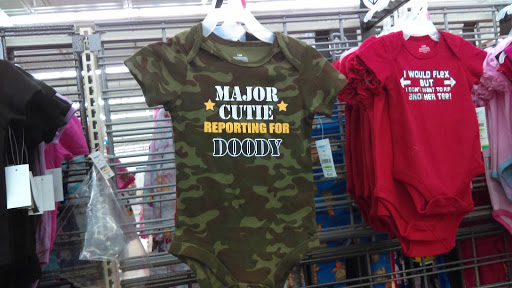 MAJOR
CUTIE
REPORTING FOR
DOODY
I WOULD FLEX
BUT
I DON'T WANT TO RIP
ANOTHER TEE!